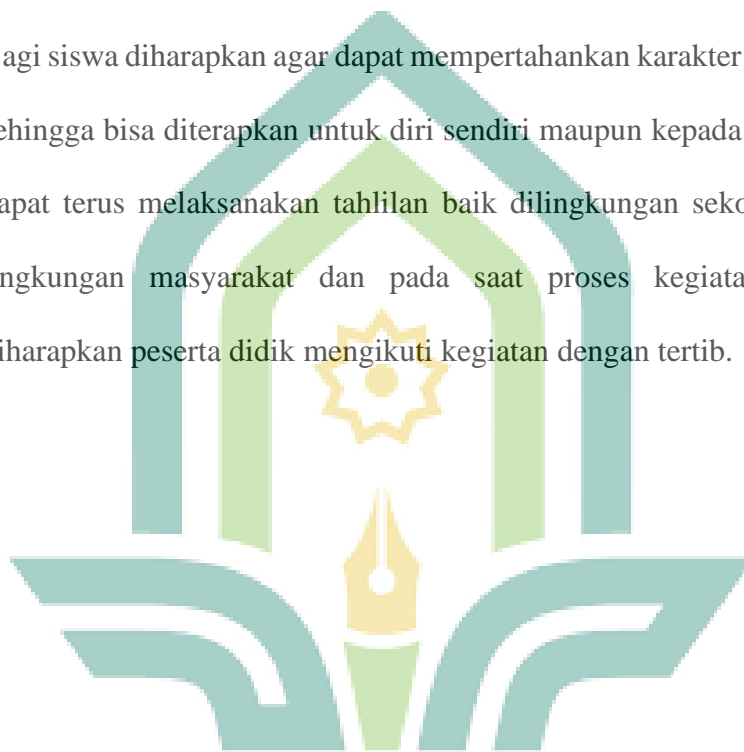 agi siswa diharapkan agar dapat mempertahankan karakter
ehingga bisa diterapkan untuk diri sendiri maupun kepada
apat terus melaksanakan tahlilan baik dilingkungan seko
ngkungan masyarakat dan pada saat proses kegiata
iharapkan peserta didik mengikuti kegiatan dengan tertib.